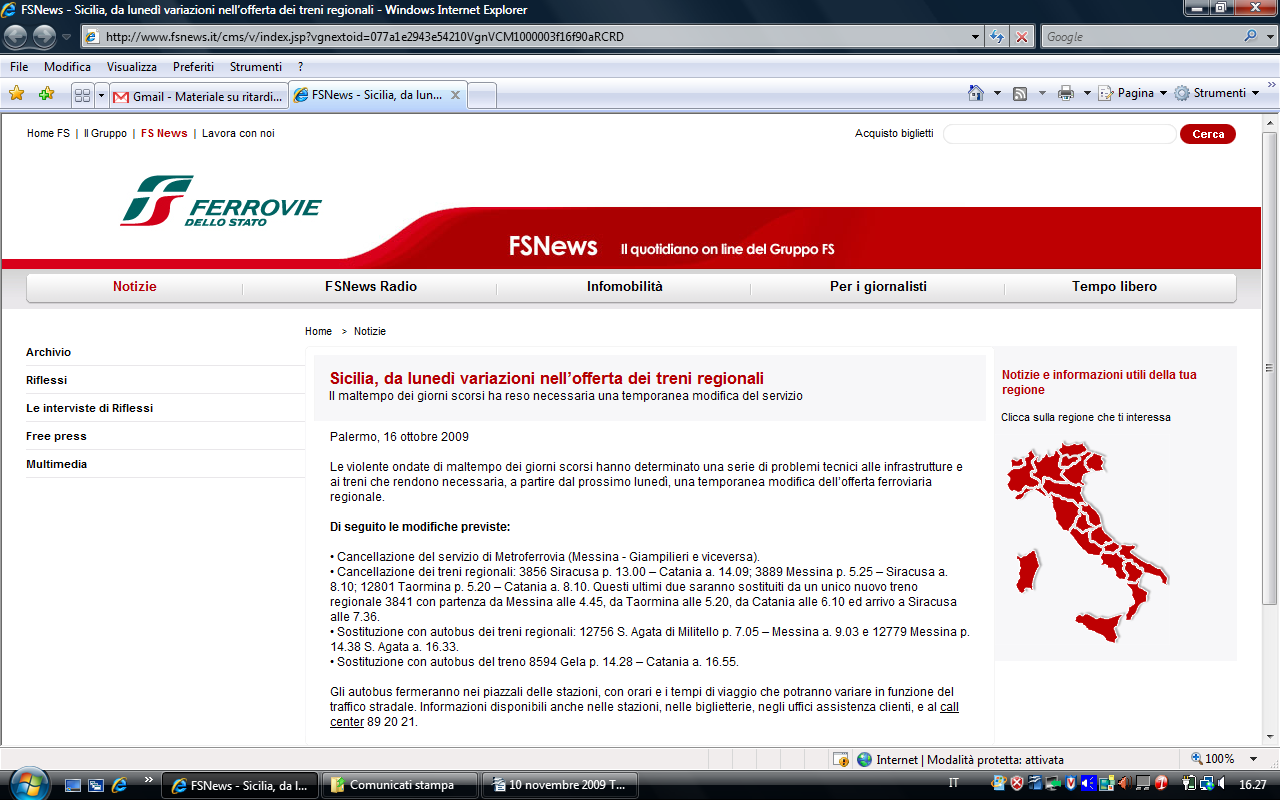 FSNews - Sicilia, da lunedì variazioni nell'offerta dei treni regionali - Windows Internet Explorer
http://www.fsnews.it/cms/v/index.jsp?vgnextoid=077a1e2943e54210VgnVCM1000003f16f90aRCRD
Google
File Modifica Visualizza Preferiti Strumenti ?
Gmail - Materiale su ritardi... FSNews - Sicilia, da lun... Pagina Strumenti
Home FS | Il Gruppo | FS News | Lavora con noi
Acquisto biglietti Cerca
FERROVIE
DELLO STATO
FSNews Il quotidiano on line del Gruppo FS
Notizie FSNews Radio Infomobilità Per i giornalisti Tempo libero
Home > Notizie
Archivio
Riflessi
Le interviste di Riflessi
Free press
Multimedia
Sicilia, da lunedì variazioni nell'offerta dei treni regionali
Il maltempo dei giorni scorsi ha reso necessaria una temporanea modifica del servizio
Palermo, 16 ottobre 2009
Le violente ondate di maltempo dei giorni scorsi hanno determinato una serie di problemi tecnici alle infrastrutture e
ai treni che rendono necessaria, a partire dal prossimo lunedì, una temporanea modifica dell'offerta ferroviaria
regionale.
Di seguito le modifiche previste:
• Cancellazione del servizio di Metroferrovia (Messina - Giampilieri e viceversa).
• Cancellazione dei treni regionali: 3856 Siracusa p. 13.00 – Catania a. 14.09; 3889 Messina p. 5.25 – Siracusa a.
8.10; 12801 Taormina p. 5.20 – Catania a. 8.10. Questi ultimi due saranno sostituiti da un unico nuovo treno
regionale 3841 con partenza da Messina alle 4.45, da Taormina alle 5.20, da Catania alle 6.10 ed arrivo a Siracusa
alle 7.36.
• Sostituzione con autobus dei treni regionali: 12756 S. Agata di Militello p. 7.05 – Messina a. 9.03 e 12779 Messina p.
14.38 S. Agata a. 16.33.
• Sostituzione con autobus del treno 8594 Gela p. 14.28 – Catania a. 16.55.
Gli autobus fermeranno nei piazzali delle stazioni, con orari e i tempi di viaggio che potranno variare in funzione del
traffico stradale. Informazioni disponibili anche nelle stazioni, nelle biglietterie, negli uffici assistenza clienti, e al call
center 89 20 21.
Notizie e informazioni utili della tua
regione
Clicca sulla regione che ti interessa
Internet | Modalità protetta: attivata 100%
FSNews - Sicilia, da l... Comunicati stampa 10 novembre 2009 T... IT 16.27